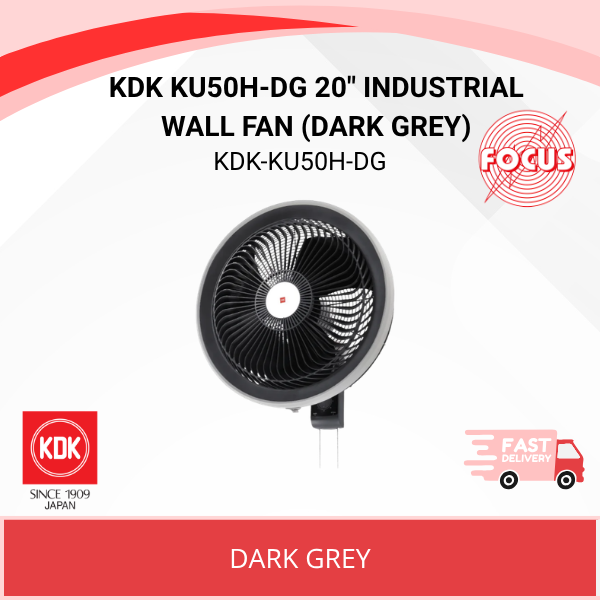 KDK KU50H-DG 20" INDUSTRIAL
WALL FAN (DARK GREY)
KDK-KU50H-DG
FOCUS
KDK
SINCE 1909
JAPAN
FAST
DELIVERY
DARK GREY